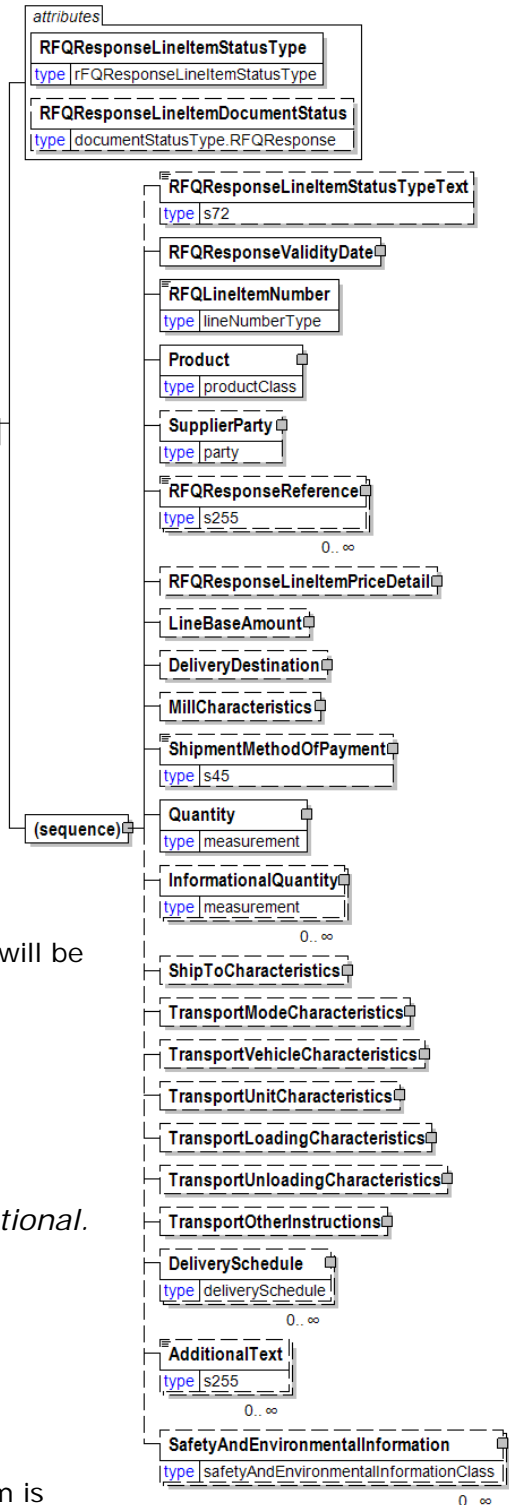 attributes
RFQResponseLineItemStatusType
type rFQResponseLineItemStatusType
RFQResponseLineItemDocumentStatus
type documentStatusType.RFQResponse
RFQResponseLineItemStatusTypeText
type s72
RFQResponseValidityDate
RFQLineItemNumber
type lineNumberType
Product
type productClass
SupplierParty
type party
RFQResponseReference
type s255
0.. ∞
RFQResponseLineItemPriceDetail
LineBaseAmount
DeliveryDestination
MillCharacteristics
ShipmentMethodOfPayment
type s45
(sequence)
Quantity
type measurement
InformationalQuantity
type measurement
0.. ∞
will be
ShipToCharacteristics
TransportModeCharacteristics
TransportVehicleCharacteristics
TransportUnitCharacteristics
TransportLoadingCharacteristics
TransportUnloadingCharacteristics
TransportOtherInstructions
tional.
DeliverySchedule
type deliverySchedule
0.. ∞
AdditionalText
type s255
0.. ∞
SafetyAndEnvironmentalInformation
type safetyAndEnvironmentalInformationClass
0.. ∞
is